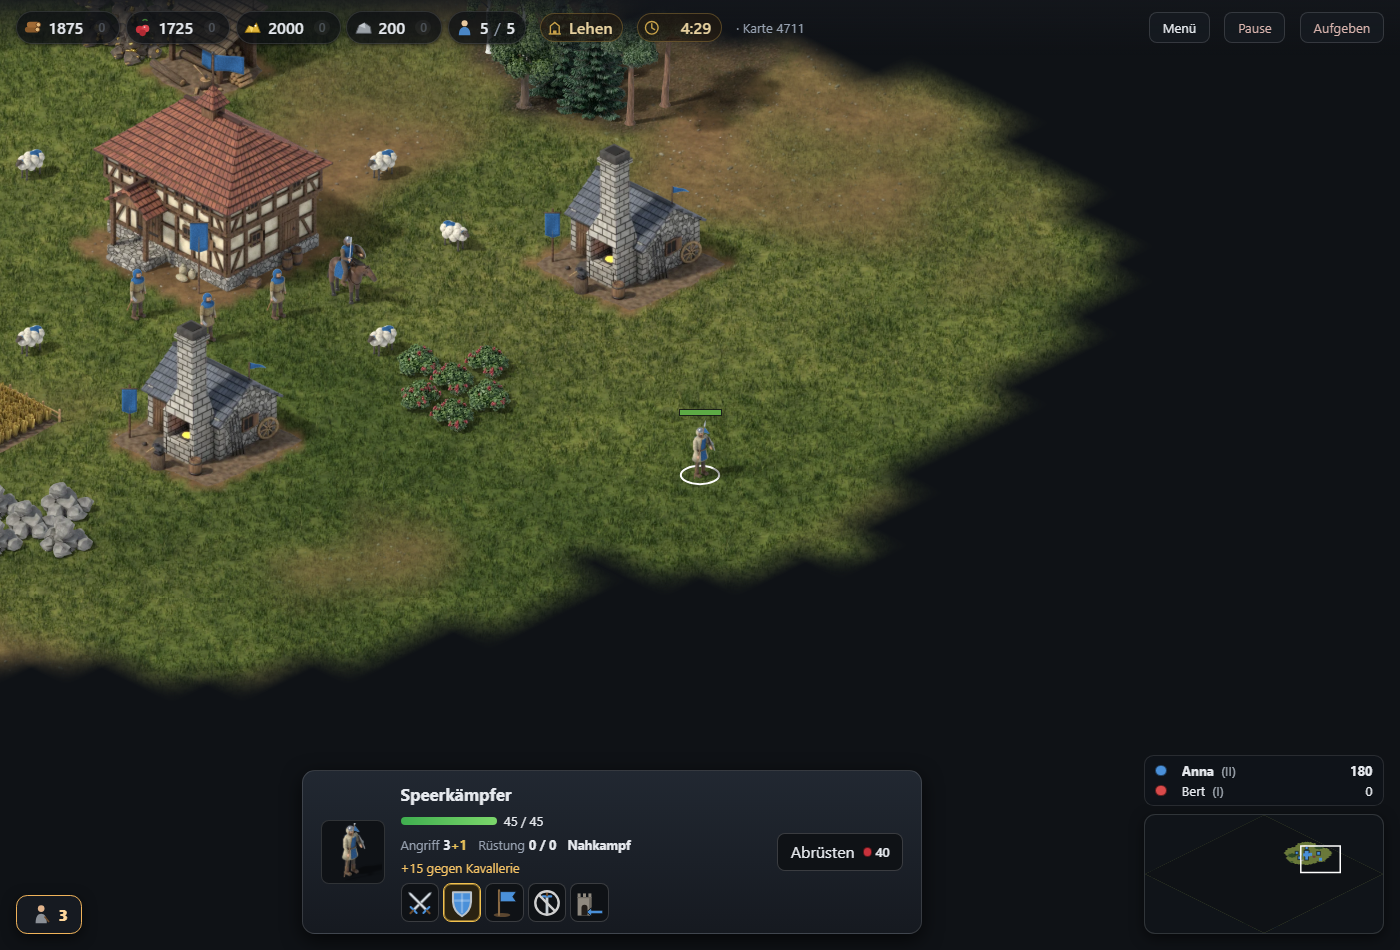 1875 0 1725 0 2000 0 200 0 5 / 5 Lehen 4:29 · Karte 4711 Menü Pause Aufgeben
Speerkämpfer
45 / 45
Angriff 3+1 Rüstung 0 / 0 Nahkampf
+15 gegen Kavallerie
Abrüsten 40
3
Anna (II) 180
Bert (I) 0